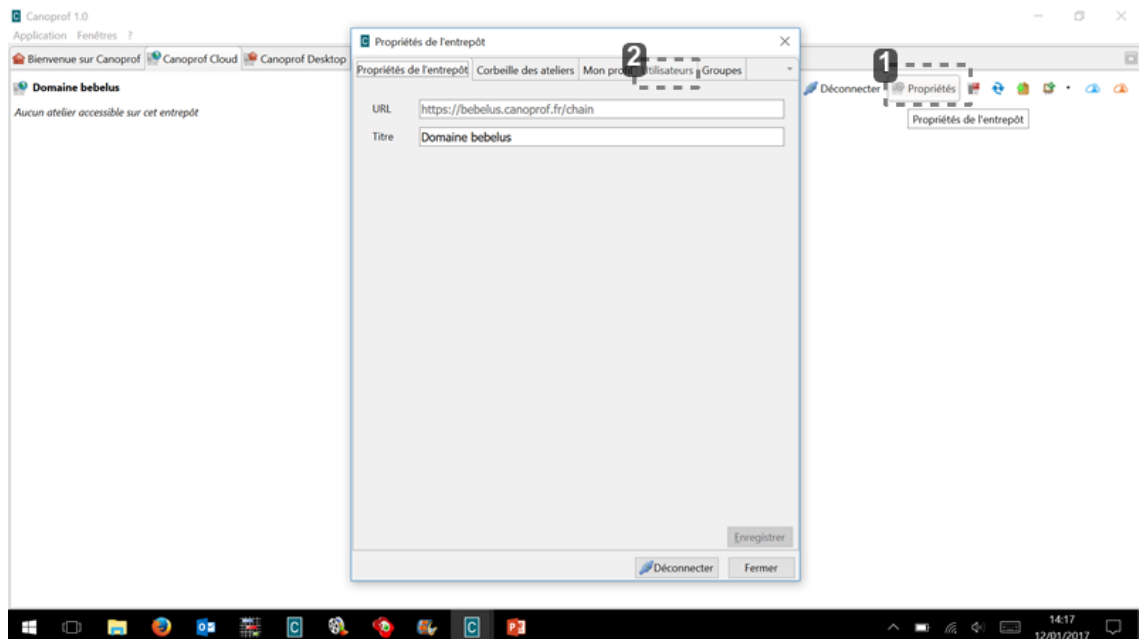 Canoprof 1.0
Application Fenêtres ?
Bienvenue sur Canoprof Canoprof Cloud Canoprof Desktop
Domaine bebelus
Aucun atelier accessible sur cet entrepôt
Propriétés de l'entrepôt
2
Propriétés de l'entrepôt Corbeille des ateliers Mon profil Utilisateurs Groupes
URL https://bebelus.canoprof.fr/chain
Titre Domaine bebelus
Enregistrer
Déconnecter Fermer
1
Déconnecter Propriétés
Propriétés de l'entrepôt
14:17
12/01/2017